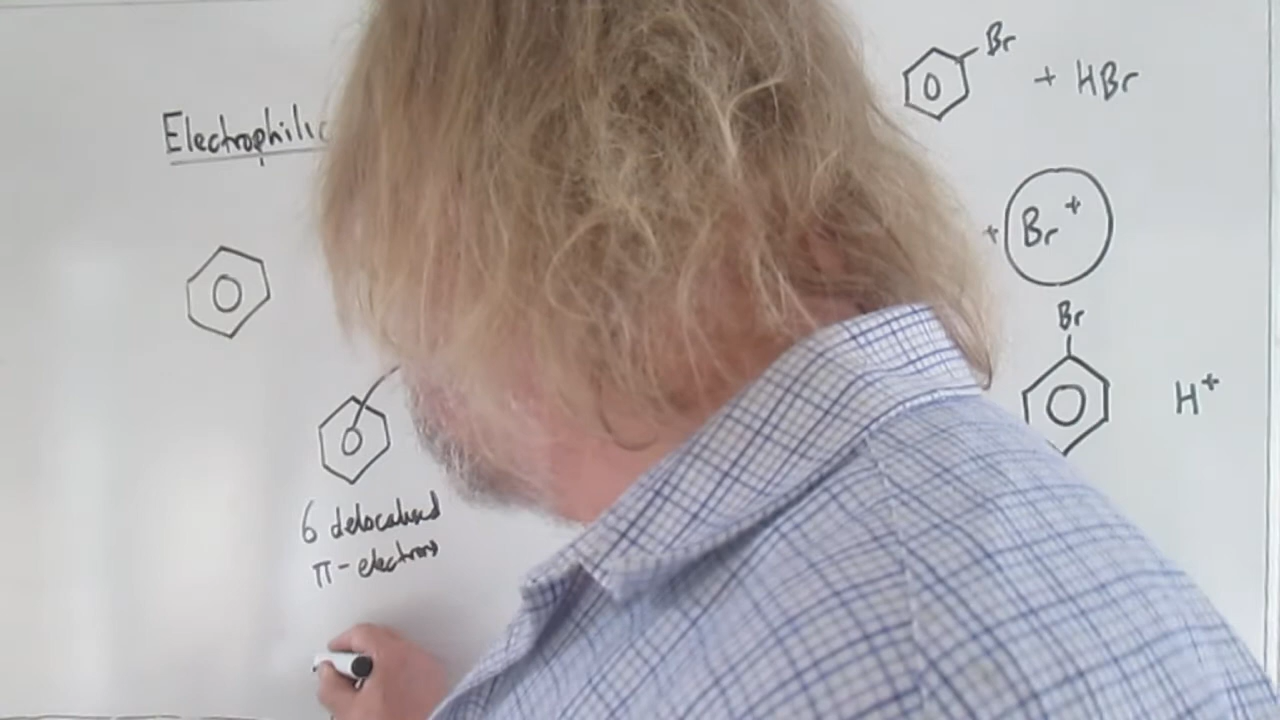 Br
+ HBr
Electrophilic
+ Br +
Br
H+
6 delocalised
π - electrons